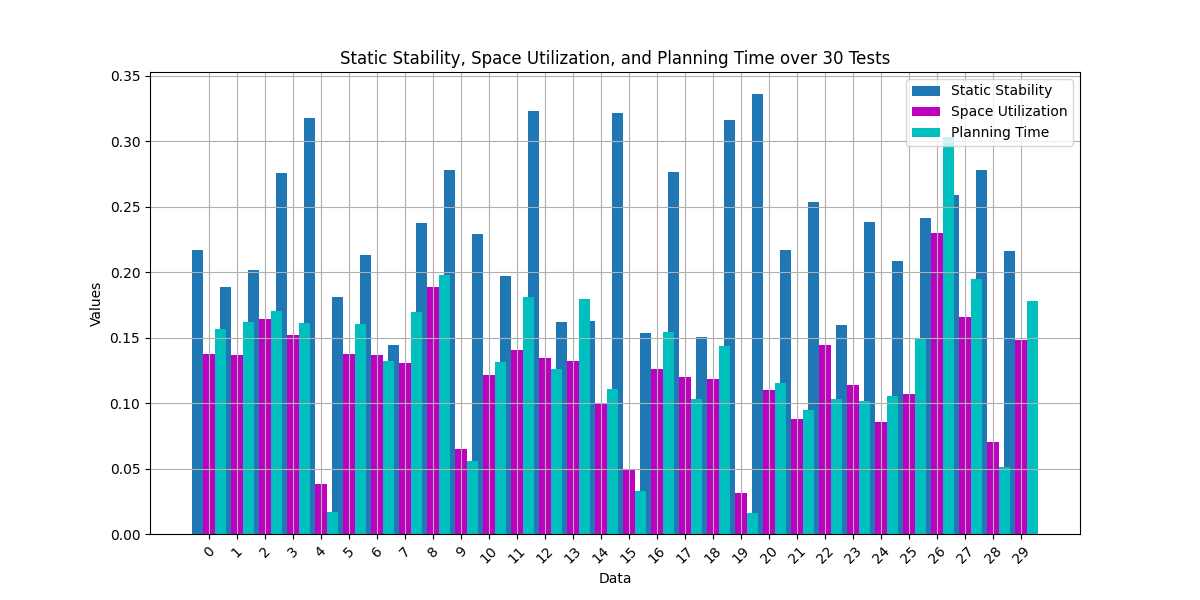 Static Stability, Space Utilization, and Planning Time over 30 Tests
Static Stability
Space Utilization
Planning Time
0.35
0.30
0.25
0.20
0.15
0.10
0.05
0.00
Values
0 1 2 3 4 5 6 7 8 9 10 11 12 13 14 15 16 17 18 19 20 21 22 23 24 25 26 27 28 29
Data